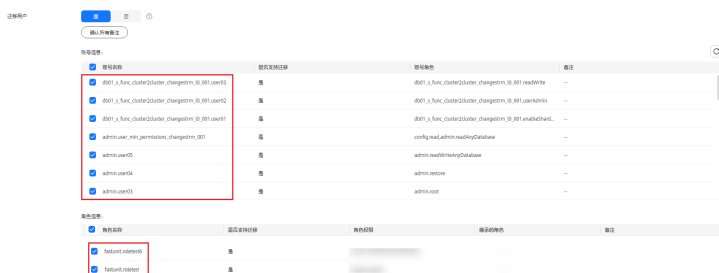 迁移用户 是 否
确认所有备注
账号信息:
账号名称 是否支持迁移 账号角色 备注
db01_s_func_cluster2cluster_changestrm_l0_001.user03 是 db01_s_func_cluster2cluster_changestrm_l0_001.readWrite --
db01_s_func_cluster2cluster_changestrm_l0_001.user02 是 db01_s_func_cluster2cluster_changestrm_l0_001.userAdmin --
db01_s_func_cluster2cluster_changestrm_l0_001.user01 是 db01_s_func_cluster2cluster_changestrm_l0_001.enableShard... --
admin.user_min_permissions_changestrm_001 是 config.read,admin.readAnyDatabase --
admin.user05 是 admin.readWriteAnyDatabase --
admin.user04 是 admin.restore --
admin.user03 是 admin.root --
角色信息:
角色名称 是否支持迁移 角色权限 继承的角色 备注
fastunit.roletest6 是
fastunit.roletest 是